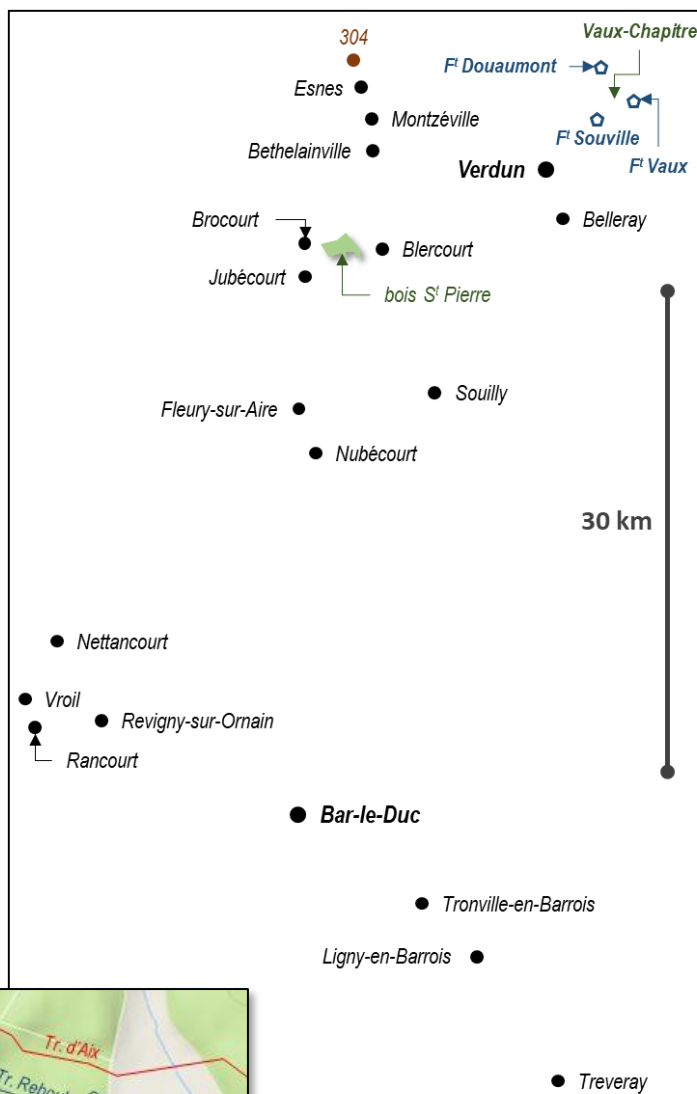 Vaux-Chapitre
304
Fᵗ Douaumont
Esnes
Montzéville
Fᵗ Souville
Bethelainville
Fᵗ Vaux
Verdun
Brocourt
Belleray
Blercourt
Jubécourt
bois Sᵗ Pierre
Souilly
Fleury-sur-Aire
Nubécourt
30 km
Nettancourt
Vroil
Revigny-sur-Ornain
Rancourt
Bar-le-Duc
Tronville-en-Barrois
Ligny-en-Barrois
Tr. d'Aix
Treveray
Tr.